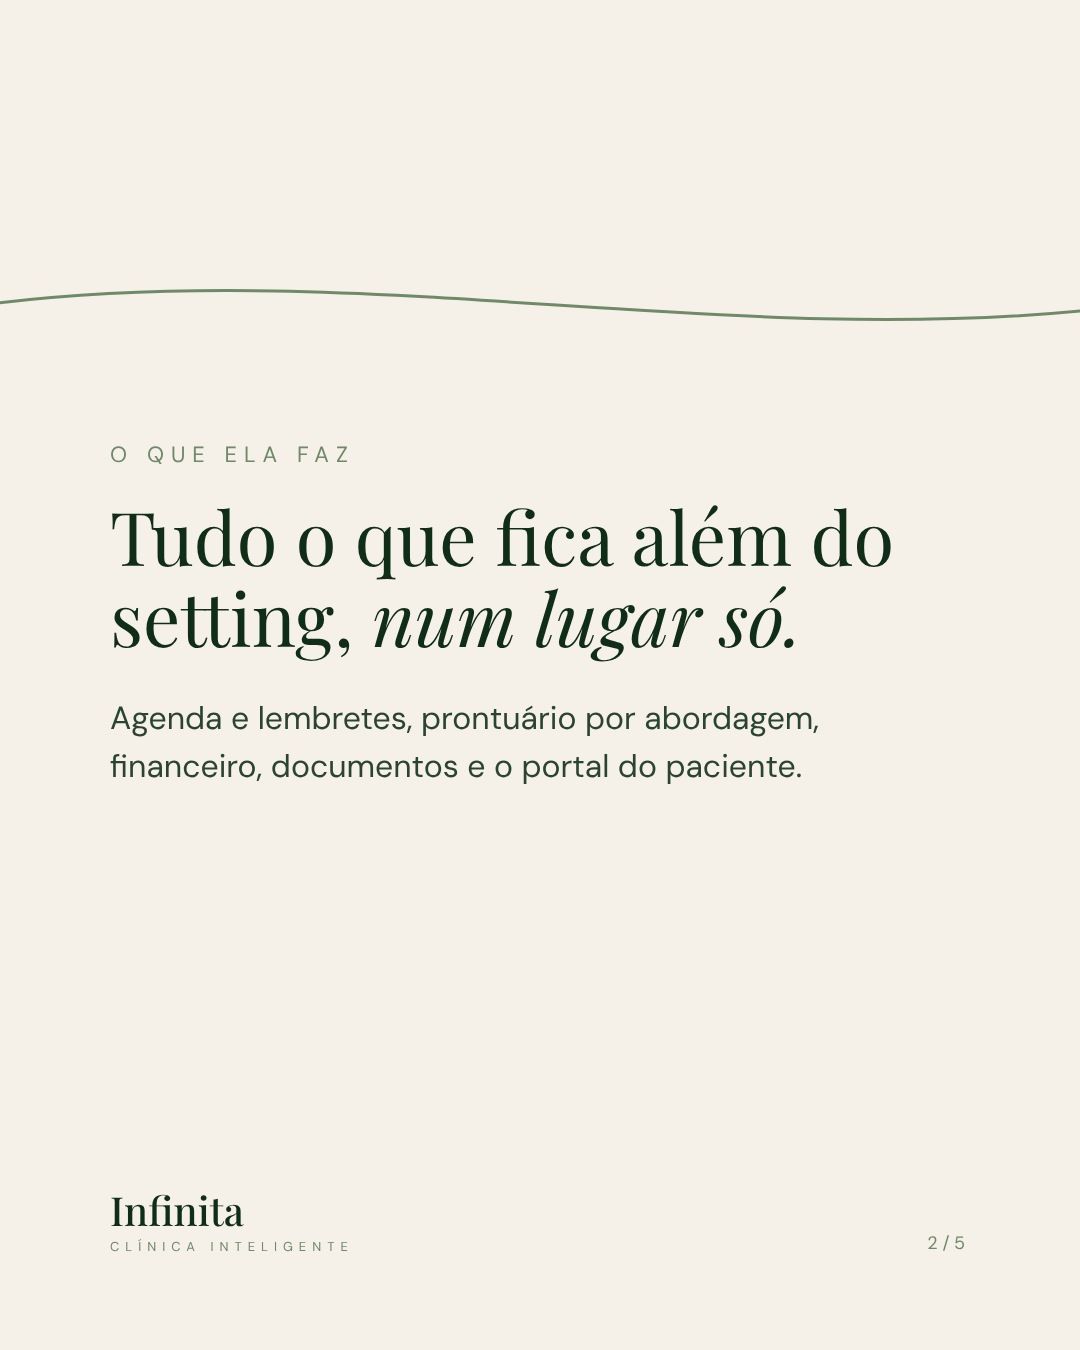 O QUE ELA FAZ
Tudo o que fica além do
setting, num lugar só.
Agenda e lembretes, prontuário por abordagem,
financeiro, documentos e o portal do paciente.
Infinita
CLÍNICA INTELIGENTE
2/5